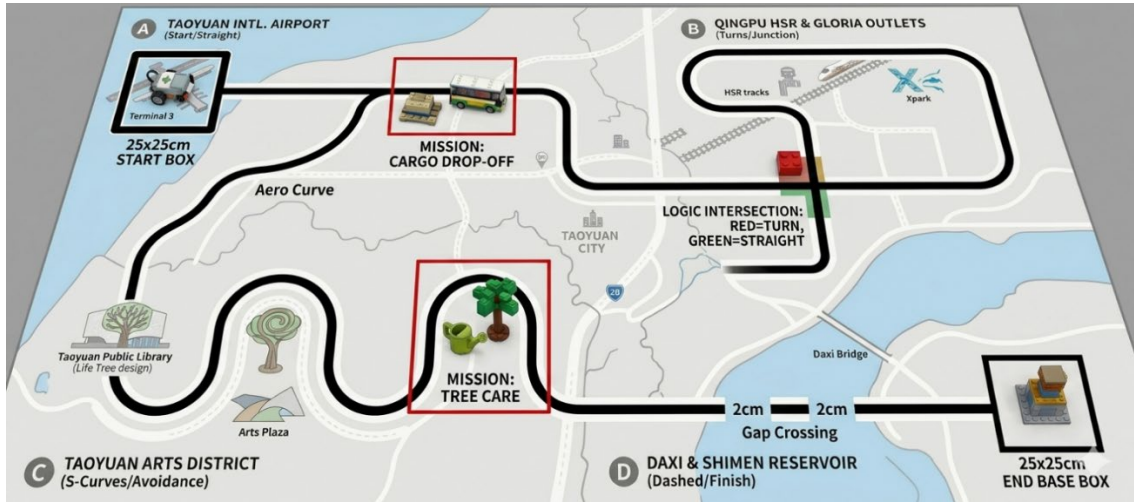 A TAOYUAN INTL. AIRPORT
(Start/Straight)
Terminal 3
25x25cm
START BOX
MISSION:
CARGO DROP-OFF
B QINGPU HSR & GLORIA OUTLETS
(Turns/Junction)
HSR tracks
X
Xpark
LOGIC INTERSECTION:
RED=TURN,
GREEN=STRAIGHT
Aero Curve
TAOYUAN
CITY
20
Taoyuan Public Library
(Life Tree design)
Arts Plaza
MISSION:
TREE CARE
Daxi Bridge
2cm 2cm
Gap Crossing
25x25cm
END BASE BOX
C TAOYUAN ARTS DISTRICT
(S-Curves/Avoidance)
D DAXI & SHIMEN RESERVOIR
(Dashed/Finish)